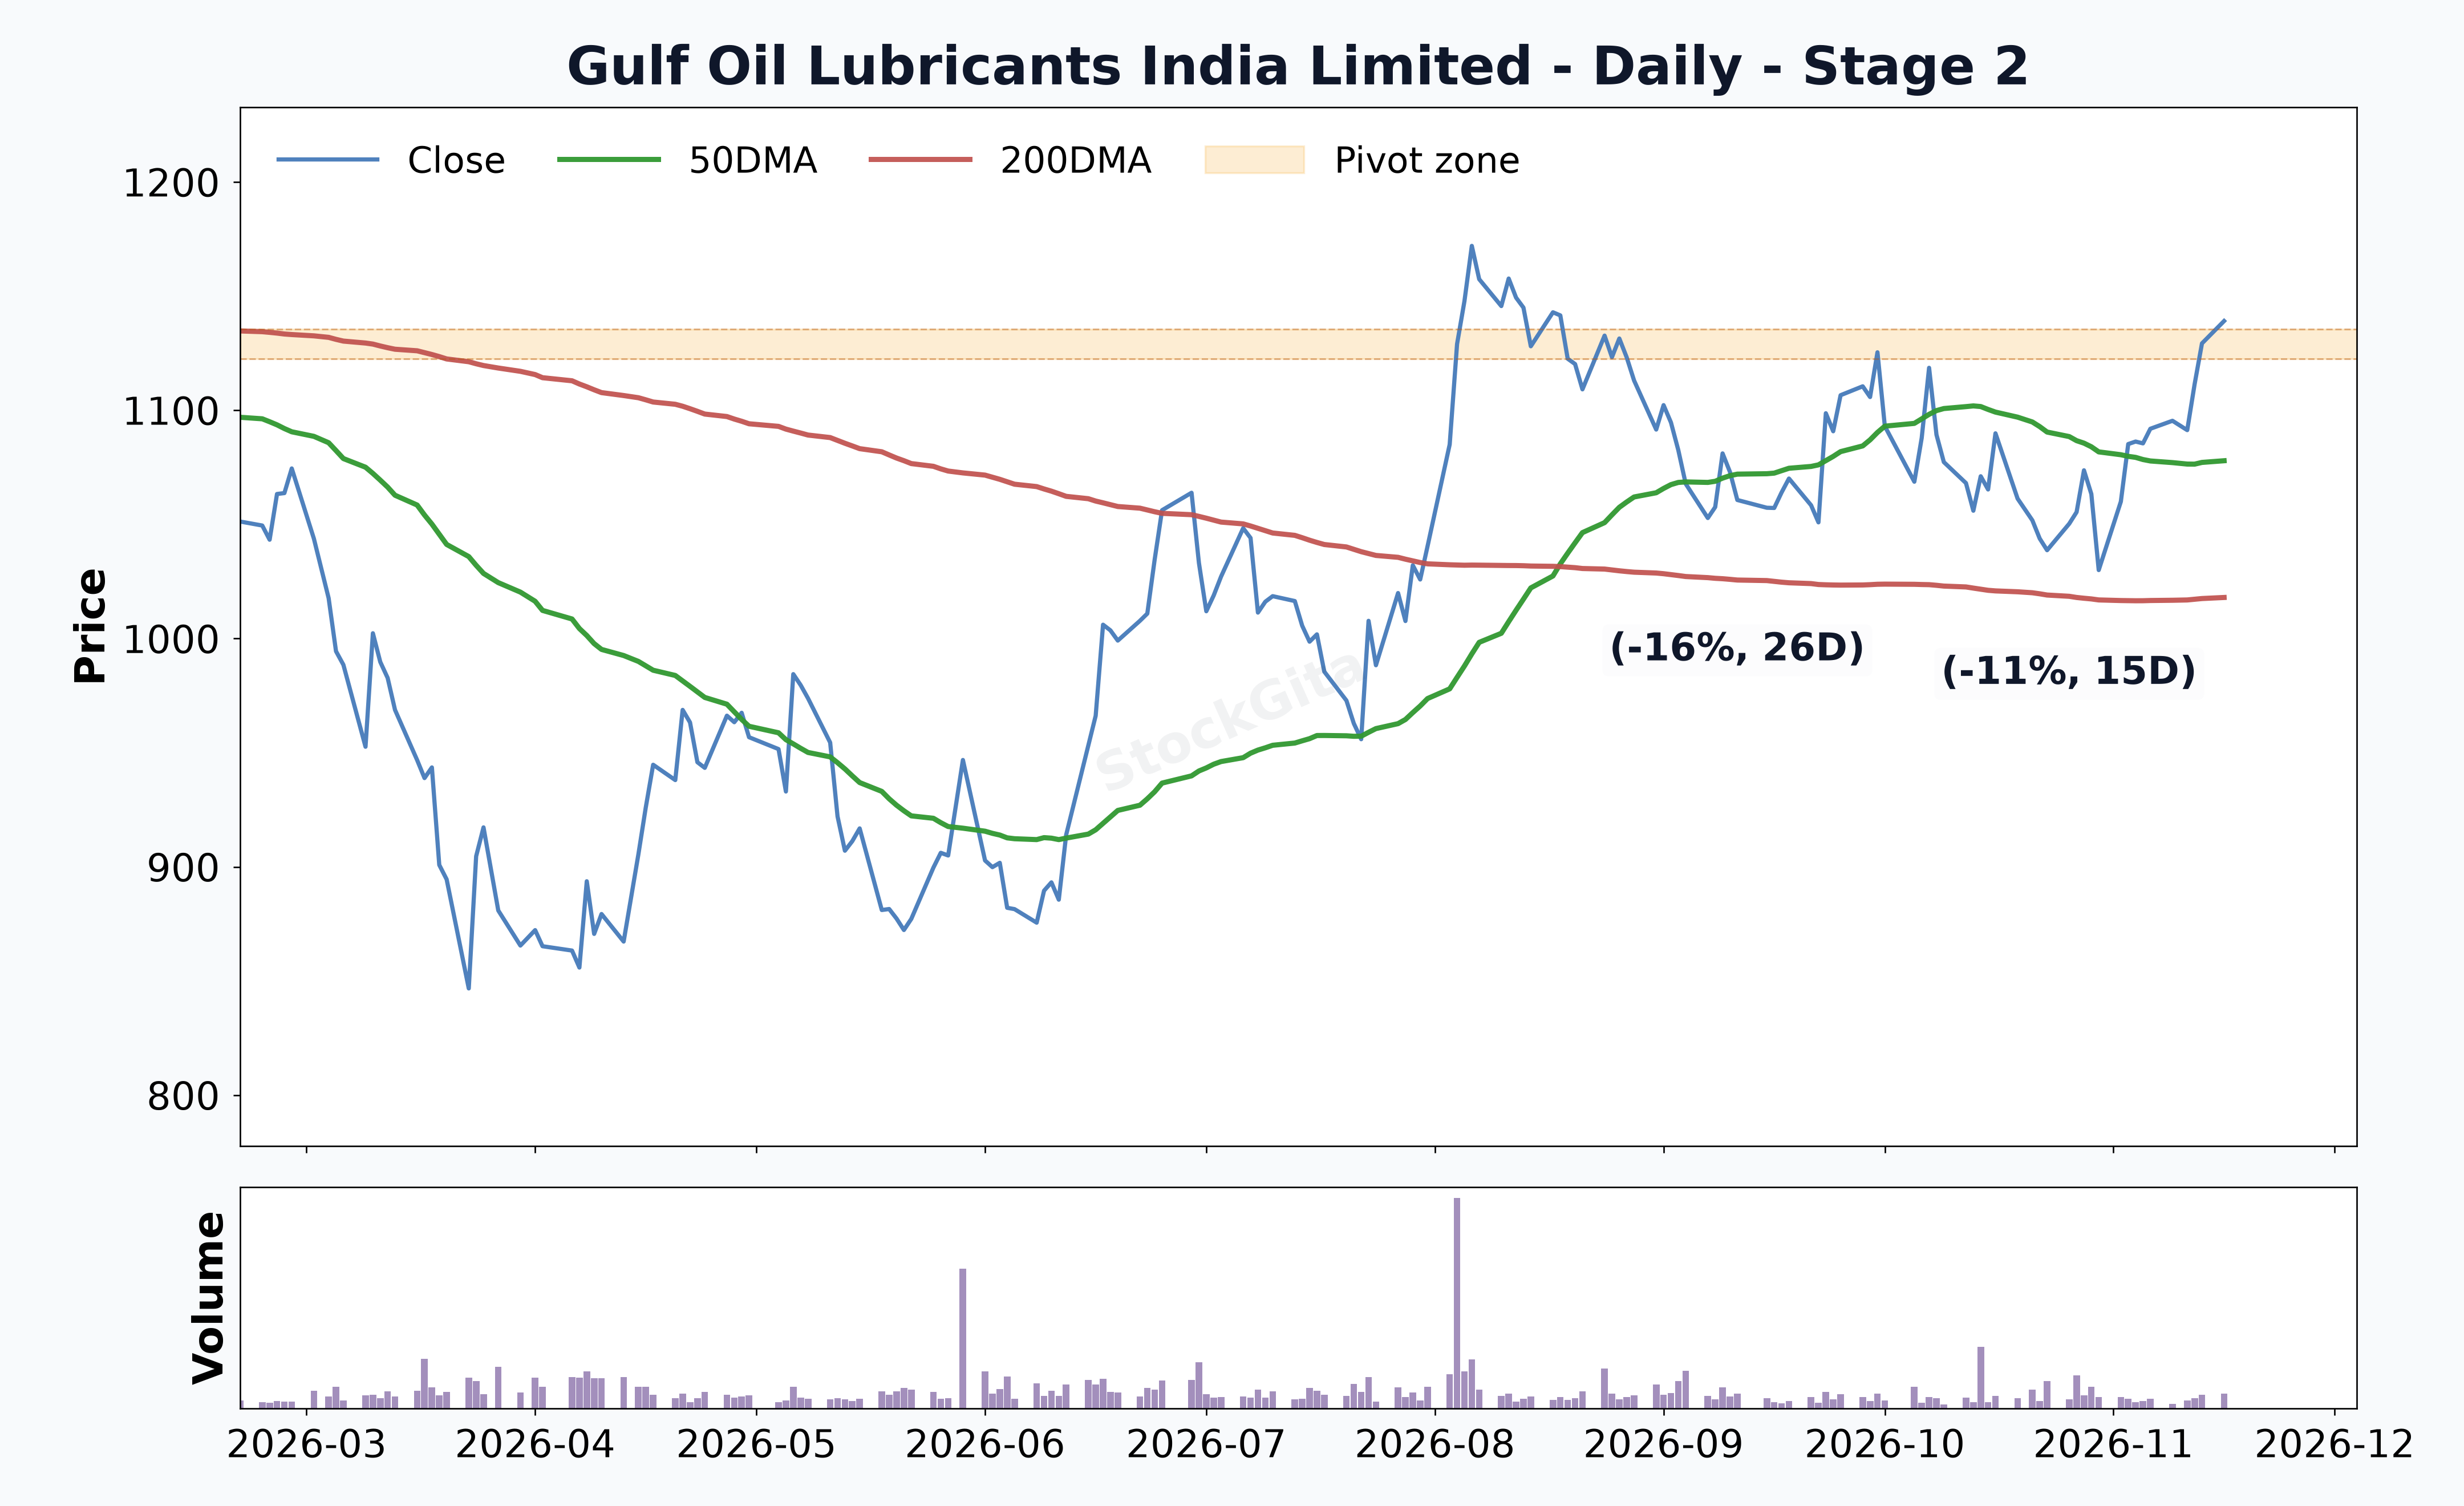 Gulf Oil Lubricants India Limited - Daily - Stage 2
Close 50DMA 200DMA Pivot zone
1200
1100
1000
900
800
Price
(-16%, 26D)
(-11%, 15D)
StockGita
Volume
2026-03 2026-04 2026-05 2026-06 2026-07 2026-08 2026-09 2026-10 2026-11 2026-12